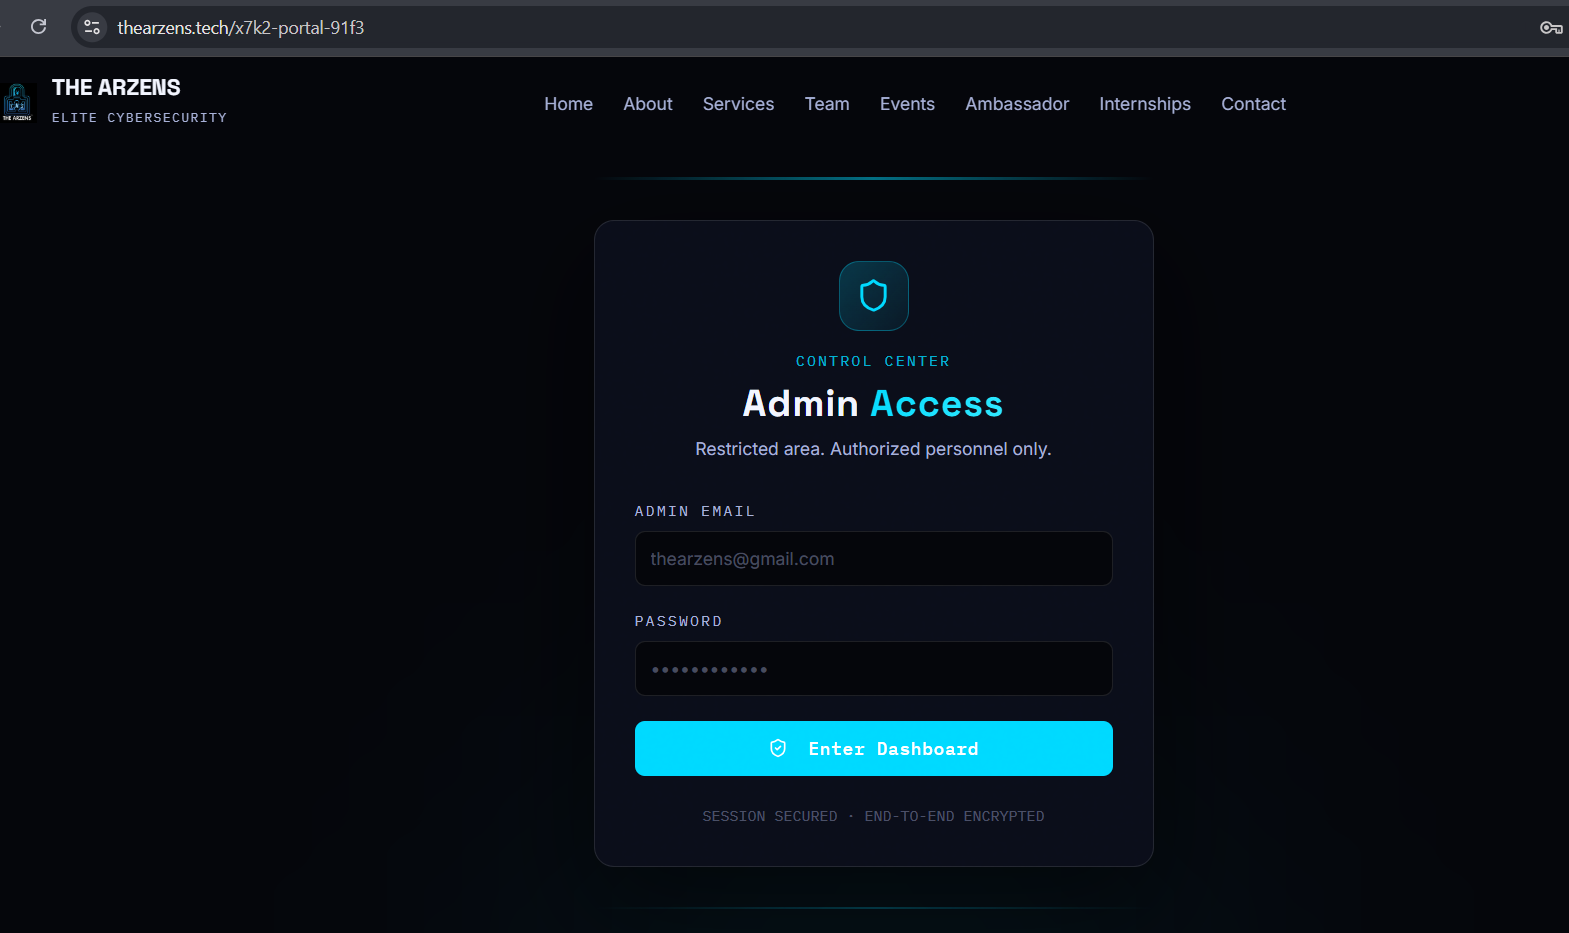 thearzens.tech/x7k2-portal-91f3
THE ARZENS
ELITE CYBERSECURITY
THE ARZENS
Home About Services Team Events Ambassador Internships Contact
CONTROL CENTER
Admin Access
Restricted area. Authorized personnel only.
ADMIN EMAIL
thearzens@gmail.com
PASSWORD
••••••••••••
Enter Dashboard
SESSION SECURED · END-TO-END ENCRYPTED